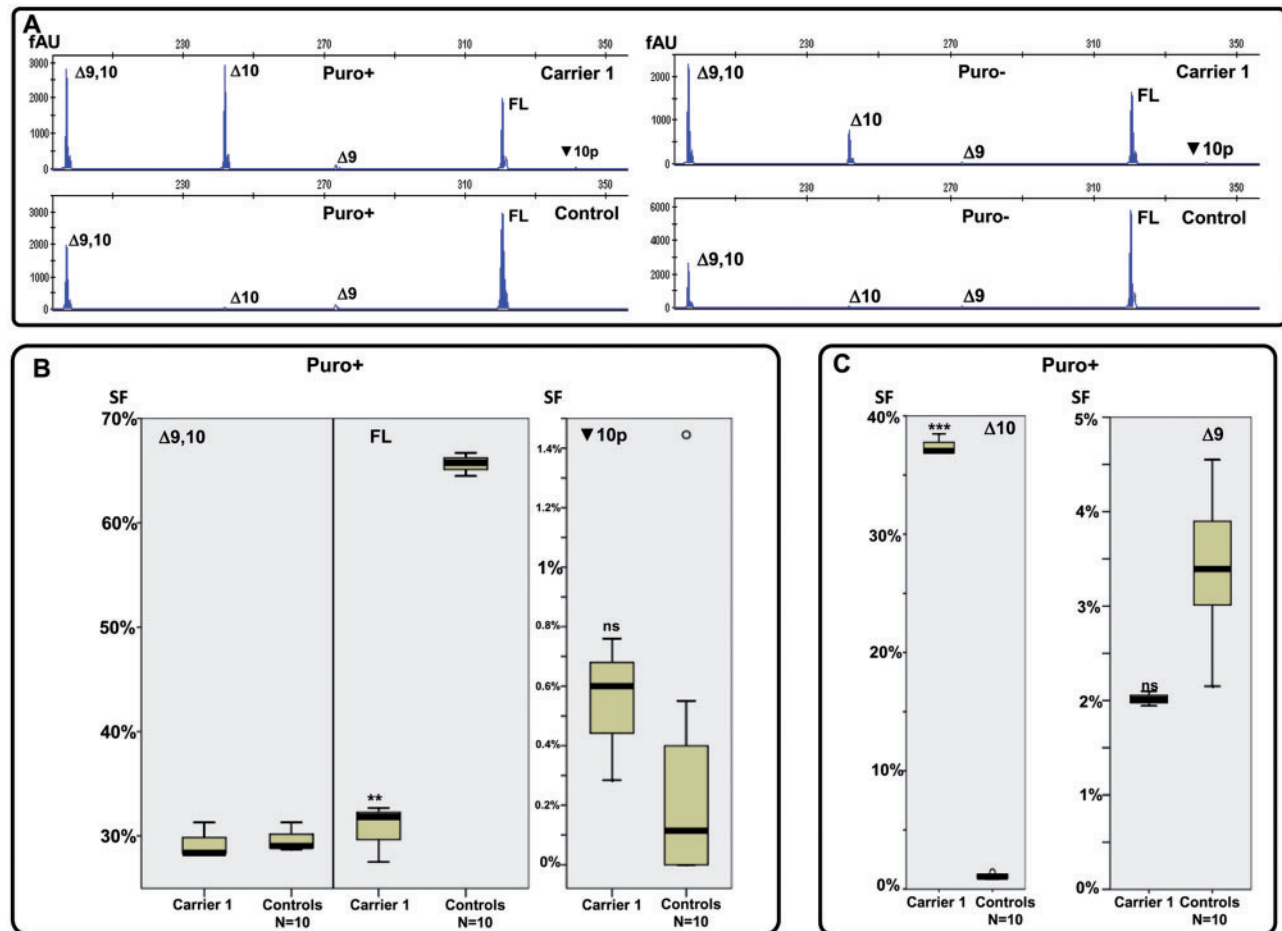 A
fAU
230 270 310 350
3000
2000
1000
0
Δ9,10
Δ10
Puro+
Δ9
FL
Carrier 1
▼10p
230 270 310 350
2000
1000
0
Δ9,10
Δ10
Puro-
Δ9
FL
Carrier 1
▼10p
230 270 310 350
3000
2000
1000
0
Δ9,10
Δ10
Puro+
Δ9
FL
Control
230 270 310 350
6000
4000
2000
0
Δ9,10
Δ10
Puro-
Δ9
FL
Control
B
Puro+
SF
70%
60%
50%
40%
30%
Δ9,10
FL
**
Carrier 1 Controls Carrier 1 Controls
N=10 N=10
SF
1.4%
1.2%
1%
0.8%
0.6%
0.4%
0.2%
0%
▼10p
ns
Carrier 1 Controls
N=10
C
Puro+
SF
40%
30%
20%
10%
0%
***
Δ10
Carrier 1 Controls
N=10
SF
5%
4%
3%
2%
1%
0%
Δ9
ns
Carrier 1 Controls
N=10